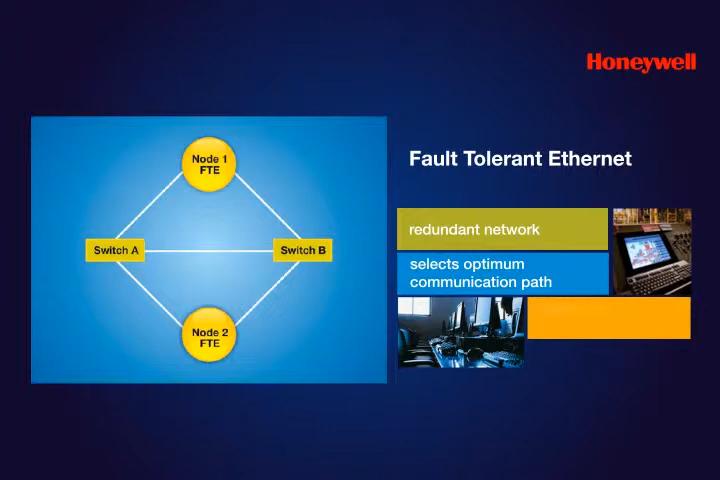 Honeywell
Node 1
FTE
Switch A
Switch B
Node 2
FTE
Fault Tolerant Ethernet
redundant network
selects optimum
communication path